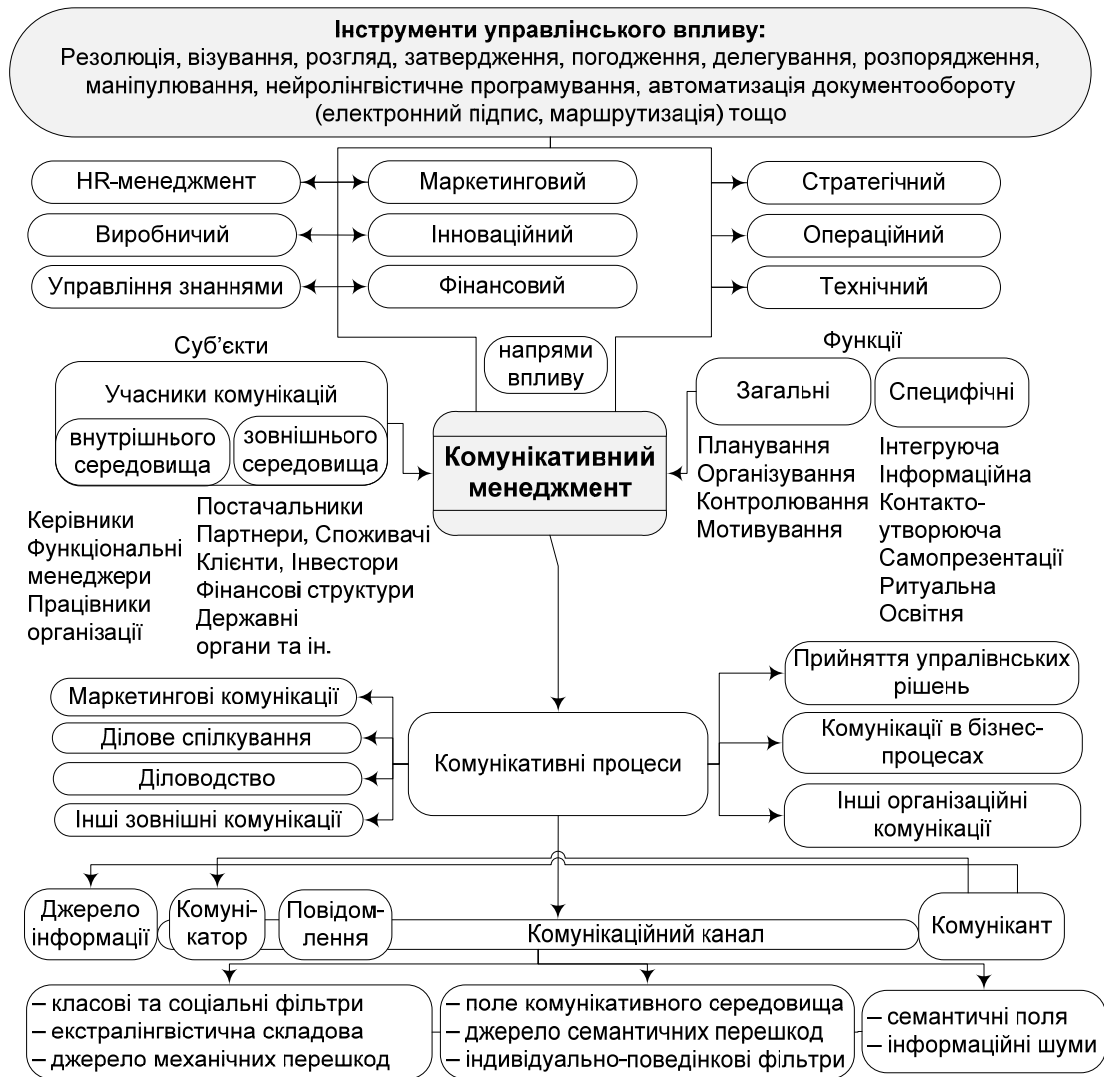 Інструменти управлінського впливу:
Резолюція, візування, розгляд, затвердження, погодження, делегування, розпорядження,
маніпулювання, нейролінгвістичне програмування, автоматизація документообороту
(електронний підпис, маршрутизація) тощо
HR-менеджмент
Маркетинговий
Стратегічний
Виробничий
Інноваційний
Операційний
Управління знаннями
Фінансовий
Технічний
Суб’єкти
Учасники комунікацій
внутрішнього
середовища
зовнішнього
середовища
Керівники
Функціональні
менеджери
Працівники
організації
Постачальники
Партнери, Споживачі
Клієнти, Інвестори
Фінансові структури
Державні
органи та ін.
напрями
впливу
Комунікативний
менеджмент
Функції
Загальні
Планування
Організування
Контролювання
Мотивування
Специфічні
Інтегруюча
Інформаційна
Контакто-
утворююча
Самопрезентації
Ритуальна
Освітня
Маркетингові комунікації
Ділове спілкування
Діловодство
Інші зовнішні комунікації
Комунікативні процеси
Прийняття упралівнських
рішень
Комунікації в бізнес-
процесах
Інші організаційні
комунікації
Джерело
інформації
Комуні-
катор
Повідом-
лення
Комунікаційний канал
Комунікант
– класові та соціальні фільтри
– екстралінгвістична складова
– джерело механічних перешкод
– поле комунікативного середовища
– джерело семантичних перешкод
– індивідуально-поведінкові фільтри
– семантичні поля
– інформаційні шуми